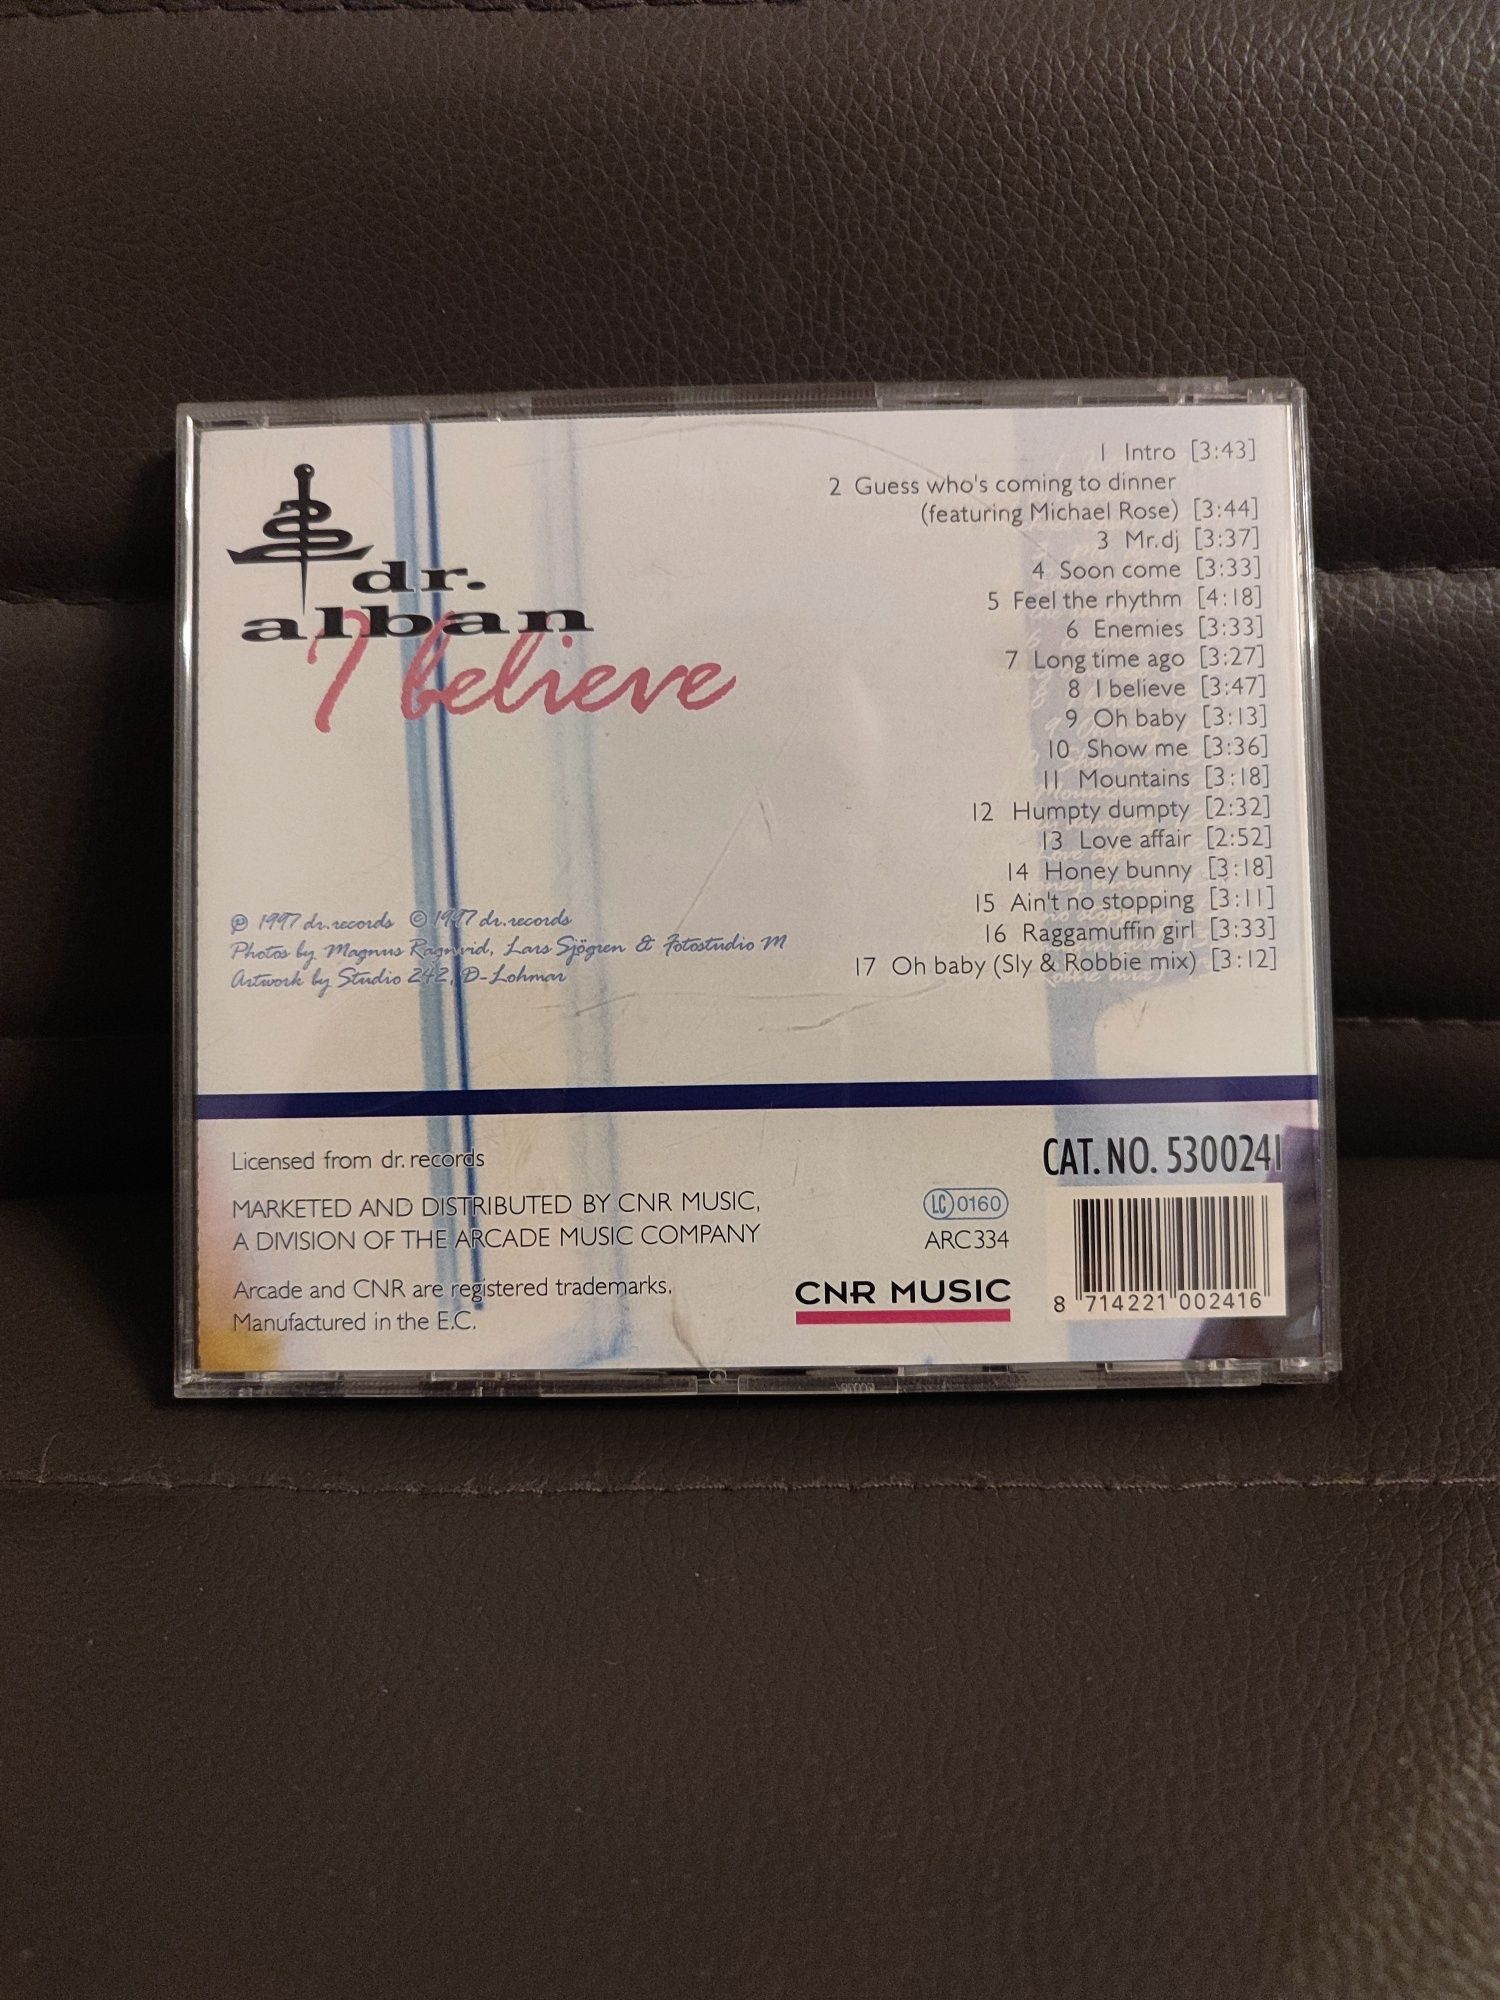 dr.
alban
I believe
1 Intro [3:43]
2 Guess who's coming to dinner
(featuring Michael Rose) [3:44]
3 Mr.dj [3:37]
4 Soon come [3:33]
5 Feel the rhythm [4:18]
6 Enemies [3:33]
7 Long time ago [3:27]
8 I believe [3:47]
9 Oh baby [3:13]
10 Show me [3:36]
11 Mountains [3:18]
12 Humpty dumpty [2:32]
13 Love affair [2:52]
14 Honey bunny [3:18]
15 Ain't no stopping [3:11]
16 Raggamuffin girl [3:33]
17 Oh baby (Sly & Robbie mix) [3:12]
℗ 1997 dr.records © 1997 dr.records
Photos by Magnus Ragnvid, Lars Sjögren & Fotostudio M
Artwork by Studio 242, D-Lohmar
Licensed from dr. records
MARKETED AND DISTRIBUTED BY CNR MUSIC,
A DIVISION OF THE ARCADE MUSIC COMPANY
Arcade and CNR are registered trademarks.
Manufactured in the E.C.
CAT. NO. 5300241
LC 0160
ARC334
CNR MUSIC
8 714221 002416